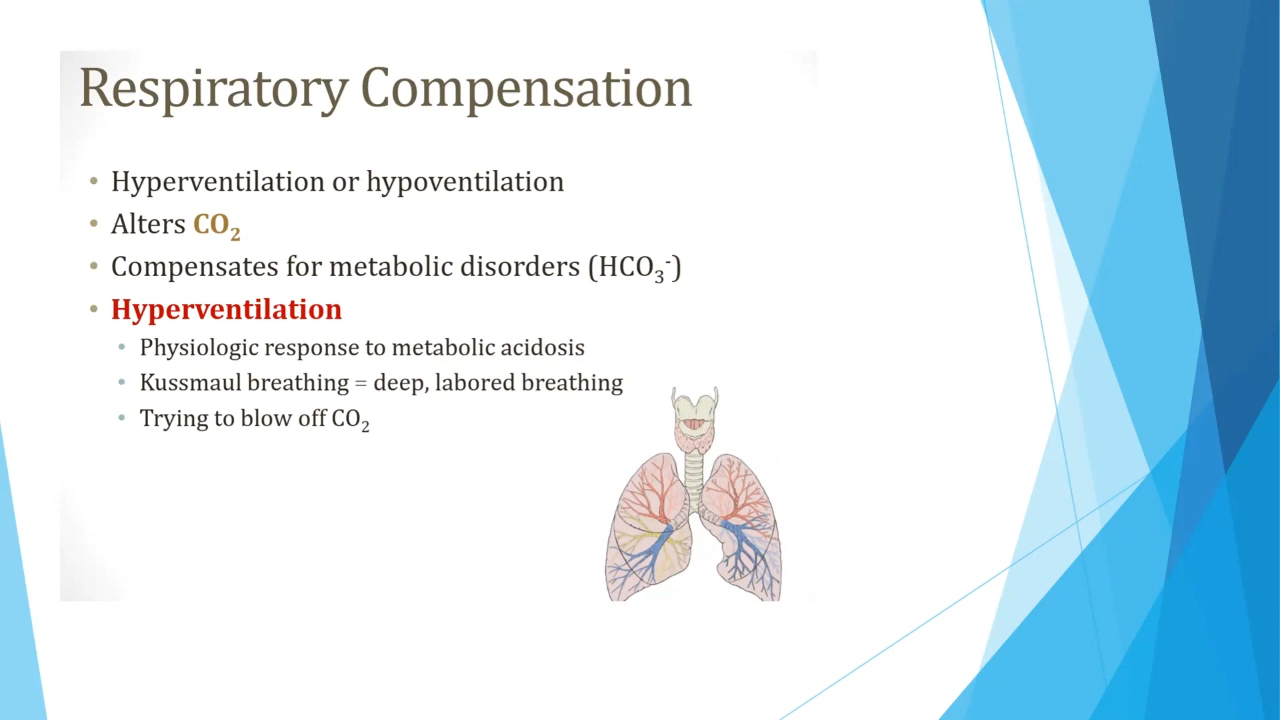 Respiratory Compensation
• Hyperventilation or hypoventilation
• Alters CO₂
• Compensates for metabolic disorders (HCO₃⁻)
• Hyperventilation
• Physiologic response to metabolic acidosis
• Kussmaul breathing = deep, labored breathing
• Trying to blow off CO₂